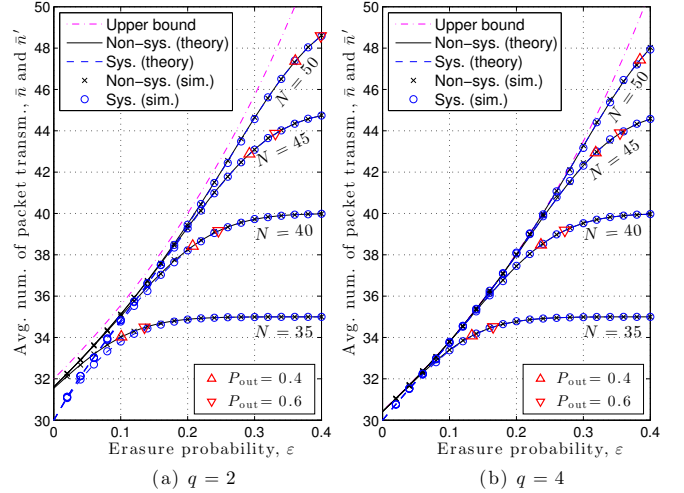 Avg. num. of packet transm., n̄ and n̄′
50
48
46
44
42
40
38
36
34
32
30
Upper bound
Non-sys. (theory)
Sys. (theory)
Non-sys. (sim.)
Sys. (sim.)
N = 50
N = 45
N = 40
N = 35
P_out = 0.4
P_out = 0.6
0 0.1 0.2 0.3 0.4
Erasure probability, ε
(a) q = 2
Avg. num. of packet transm., n̄ and n̄′
50
48
46
44
42
40
38
36
34
32
30
Upper bound
Non-sys. (theory)
Sys. (theory)
Non-sys. (sim.)
Sys. (sim.)
N = 50
N = 45
N = 40
N = 35
P_out = 0.4
P_out = 0.6
0 0.1 0.2 0.3 0.4
Erasure probability, ε
(b) q = 4